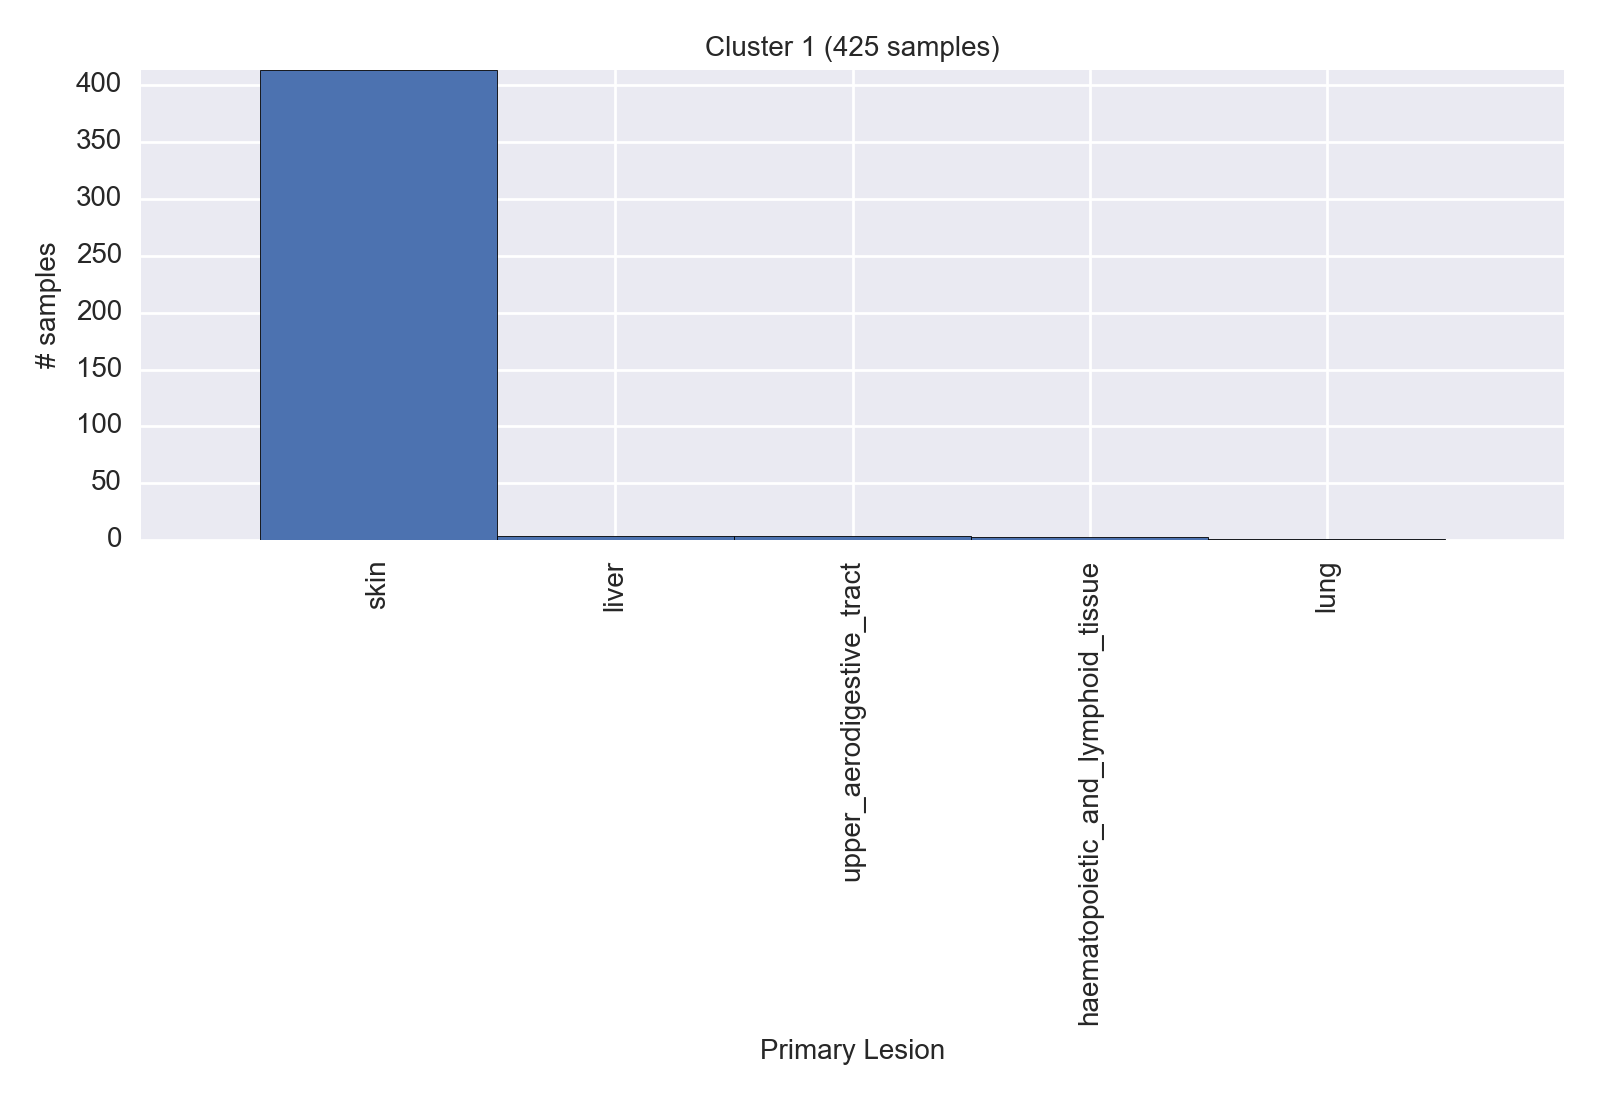 Cluster 1 (425 samples)
400
350
300
250
200
150
100
50
0
# samples
skin
liver
upper_aerodigestive_tract
haematopoietic_and_lymphoid_tissue
lung
Primary Lesion